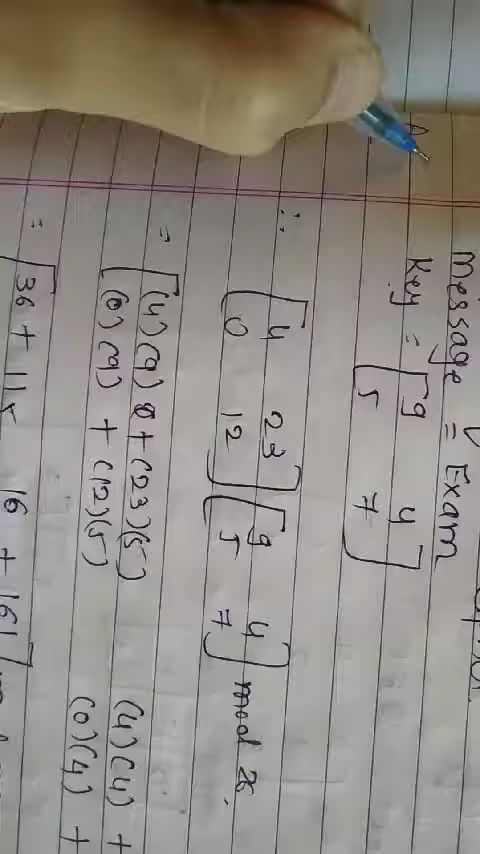 message = Exam
Key = [9 4
5 7]
∴ [4 23
0 12] [9 4
5 7] mod 26.
= [(4)(9) + (23)(5) (4)(4) +
(0)(9) + (12)(5) (0)(4) +
= [36 + 115 16 + 161]